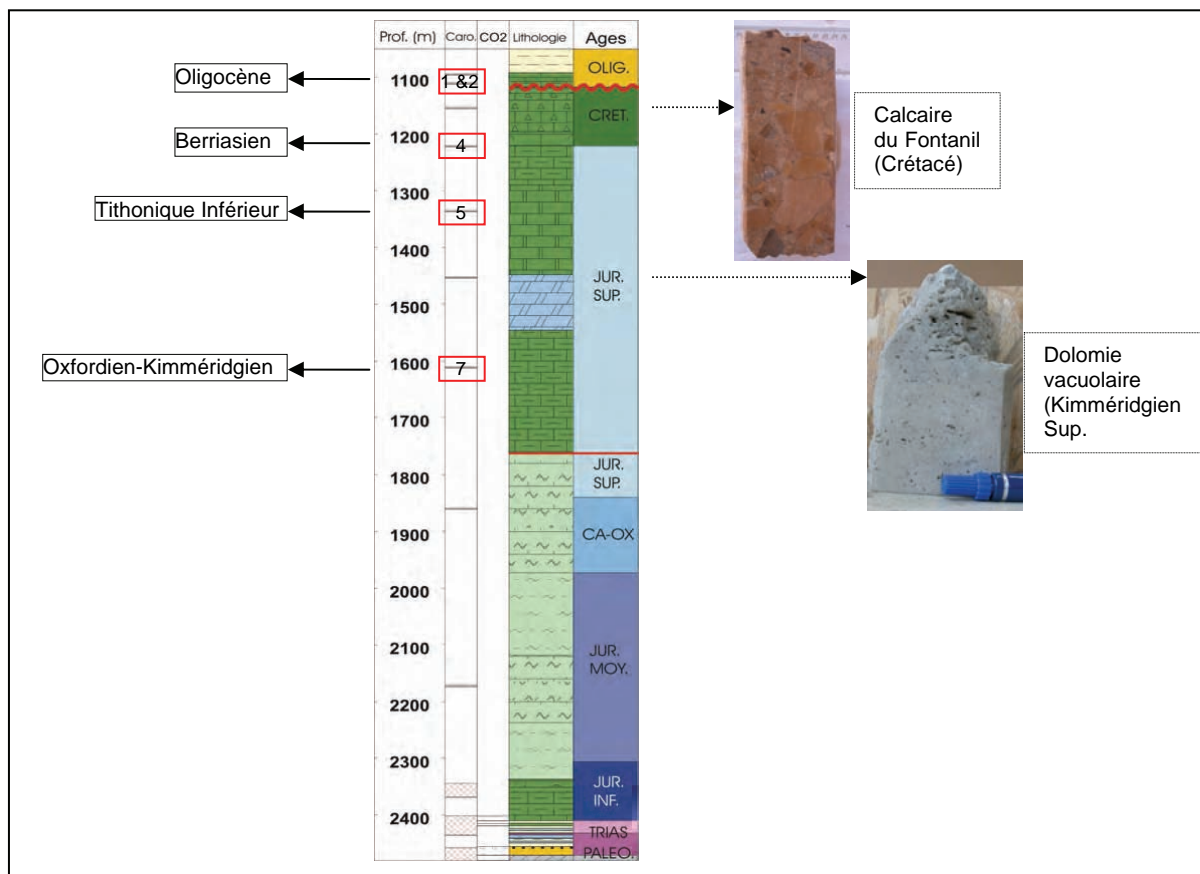 Prof. (m) Caro. CO2 Lithologie Ages
Oligocène
1100
1 &2
OLIG.
CRET.
Calcaire
du Fontanil
(Crétacé)
Berriasien
1200
4
1300
Tithonique Inférieur
5
1400
JUR.
SUP.
1500
Dolomie
vacuolaire
(Kimméridgien
Sup.
Oxfordien-Kimméridgien
1600
7
1700
1800
JUR.
SUP.
1900
CA-OX
2000
2100
JUR.
MOY.
2200
2300
JUR.
INF.
2400
TRIAS
PALEO.